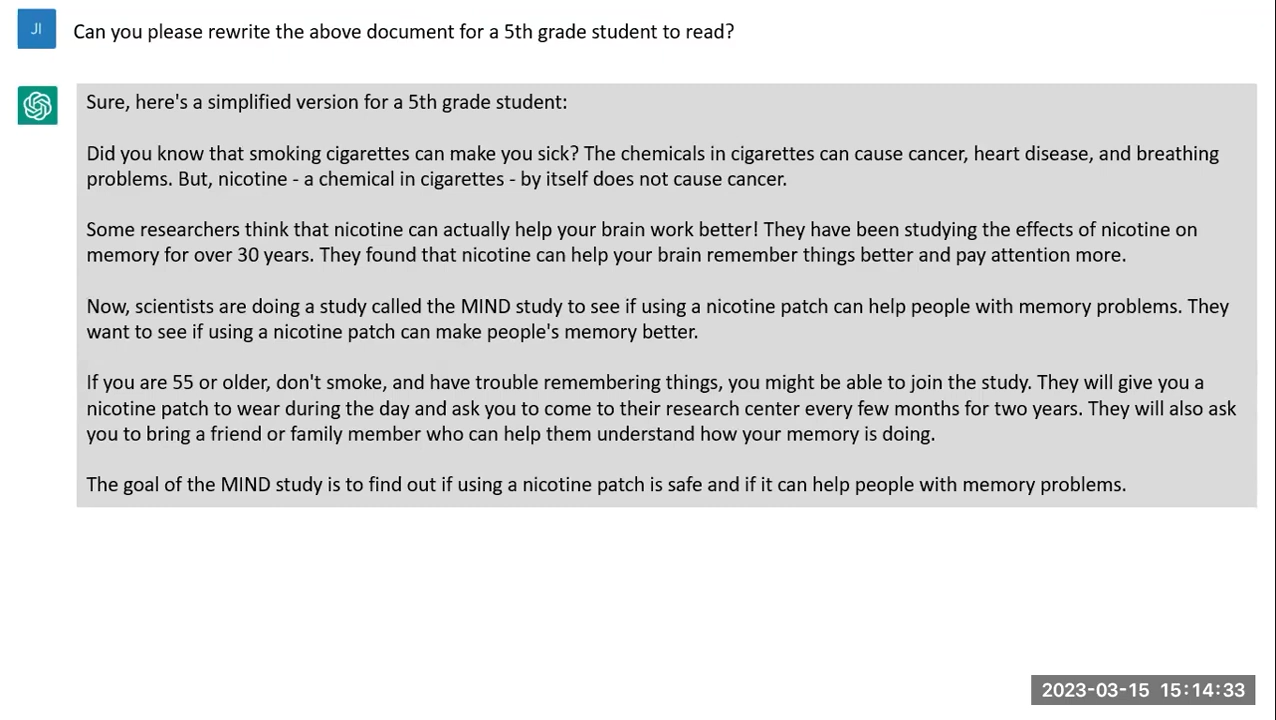 JI
Can you please rewrite the above document for a 5th grade student to read?
Sure, here's a simplified version for a 5th grade student:
Did you know that smoking cigarettes can make you sick? The chemicals in cigarettes can cause cancer, heart disease, and breathing
problems. But, nicotine - a chemical in cigarettes - by itself does not cause cancer.
Some researchers think that nicotine can actually help your brain work better! They have been studying the effects of nicotine on
memory for over 30 years. They found that nicotine can help your brain remember things better and pay attention more.
Now, scientists are doing a study called the MIND study to see if using a nicotine patch can help people with memory problems. They
want to see if using a nicotine patch can make people's memory better.
If you are 55 or older, don't smoke, and have trouble remembering things, you might be able to join the study. They will give you a
nicotine patch to wear during the day and ask you to come to their research center every few months for two years. They will also ask
you to bring a friend or family member who can help them understand how your memory is doing.
The goal of the MIND study is to find out if using a nicotine patch is safe and if it can help people with memory problems.
2023-03-15 15:14:33